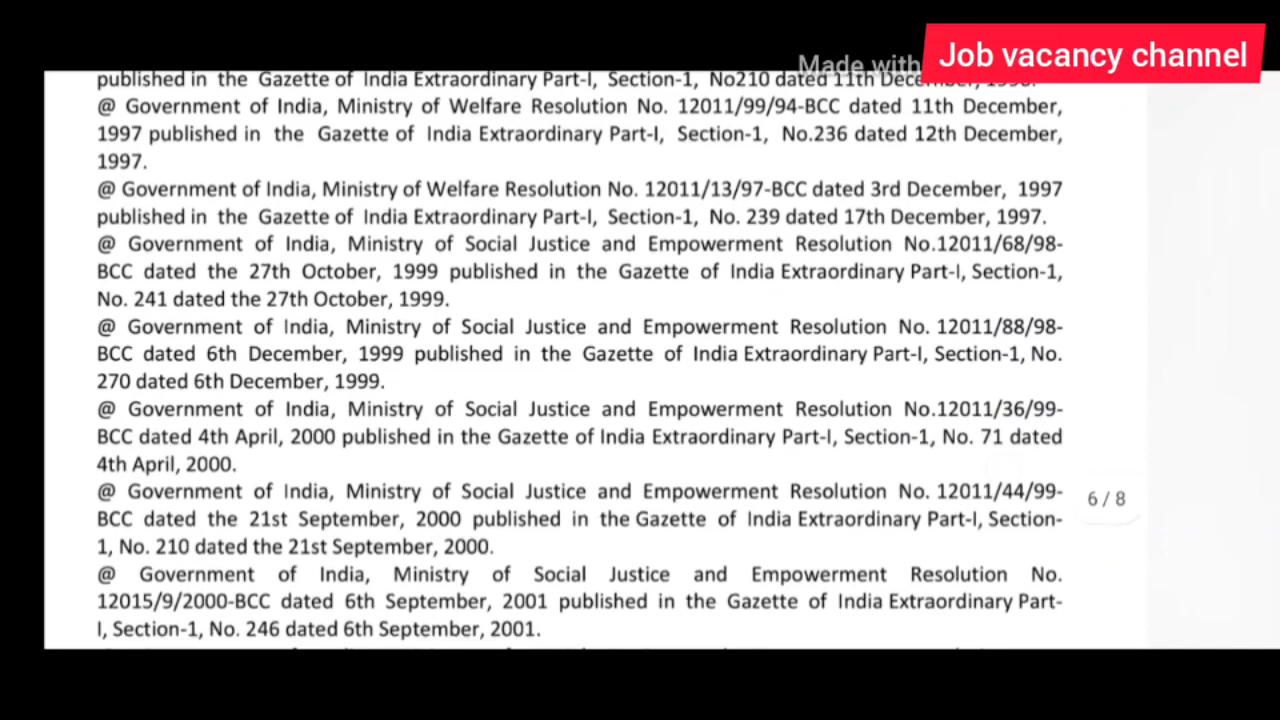 Job vacancy channel
Made with
published in the Gazette of India Extraordinary Part-I, Section-1, No210 dated 11th December, 1996.
@ Government of India, Ministry of Welfare Resolution No. 12011/99/94-BCC dated 11th December,
1997 published in the Gazette of India Extraordinary Part-I, Section-1, No.236 dated 12th December,
1997.
@ Government of India, Ministry of Welfare Resolution No. 12011/13/97-BCC dated 3rd December, 1997
published in the Gazette of India Extraordinary Part-I, Section-1, No. 239 dated 17th December, 1997.
@ Government of India, Ministry of Social Justice and Empowerment Resolution No.12011/68/98-
BCC dated the 27th October, 1999 published in the Gazette of India Extraordinary Part-I, Section-1,
No. 241 dated the 27th October, 1999.
@ Government of India, Ministry of Social Justice and Empowerment Resolution No. 12011/88/98-
BCC dated 6th December, 1999 published in the Gazette of India Extraordinary Part-I, Section-1, No.
270 dated 6th December, 1999.
@ Government of India, Ministry of Social Justice and Empowerment Resolution No.12011/36/99-
BCC dated 4th April, 2000 published in the Gazette of India Extraordinary Part-I, Section-1, No. 71 dated
4th April, 2000.
@ Government of India, Ministry of Social Justice and Empowerment Resolution No. 12011/44/99-
BCC dated the 21st September, 2000 published in the Gazette of India Extraordinary Part-I, Section-
1, No. 210 dated the 21st September, 2000.
6 / 8
@ Government of India, Ministry of Social Justice and Empowerment Resolution No.
12015/9/2000-BCC dated 6th September, 2001 published in the Gazette of India Extraordinary Part-
I, Section-1, No. 246 dated 6th September, 2001.